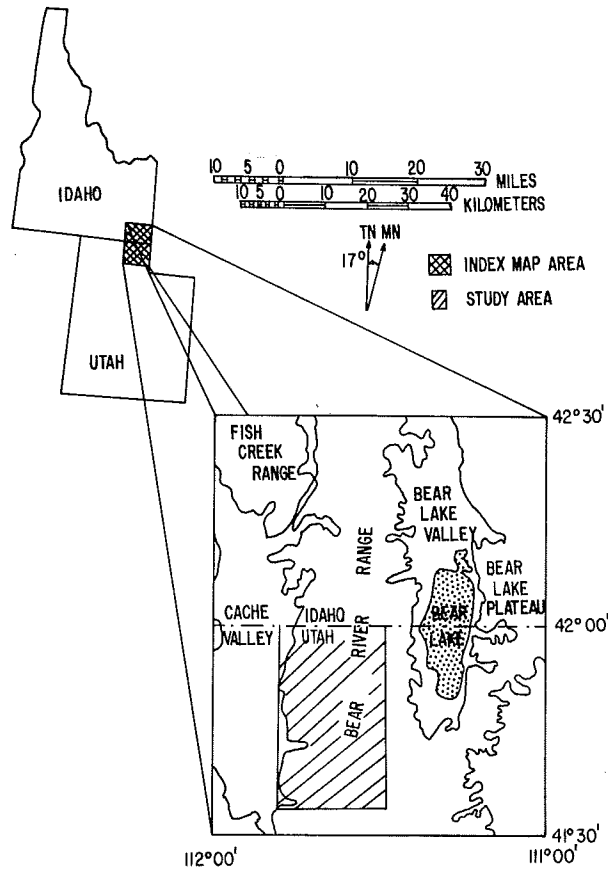 10 5 0 10 20 30 MILES
10 5 0 10 20 30 40 KILOMETERS
IDAHO
TN MN
17°
INDEX MAP AREA
STUDY AREA
UTAH
42°30'
FISH
CREEK
RANGE
BEAR
LAKE
VALLEY
BEAR
LAKE
PLATEAU
BEAR
LAKE
CACHE
VALLEY
IDAHO
UTAH
BEAR RIVER RANGE
42°00'
41°30'
112°00'
111°00'